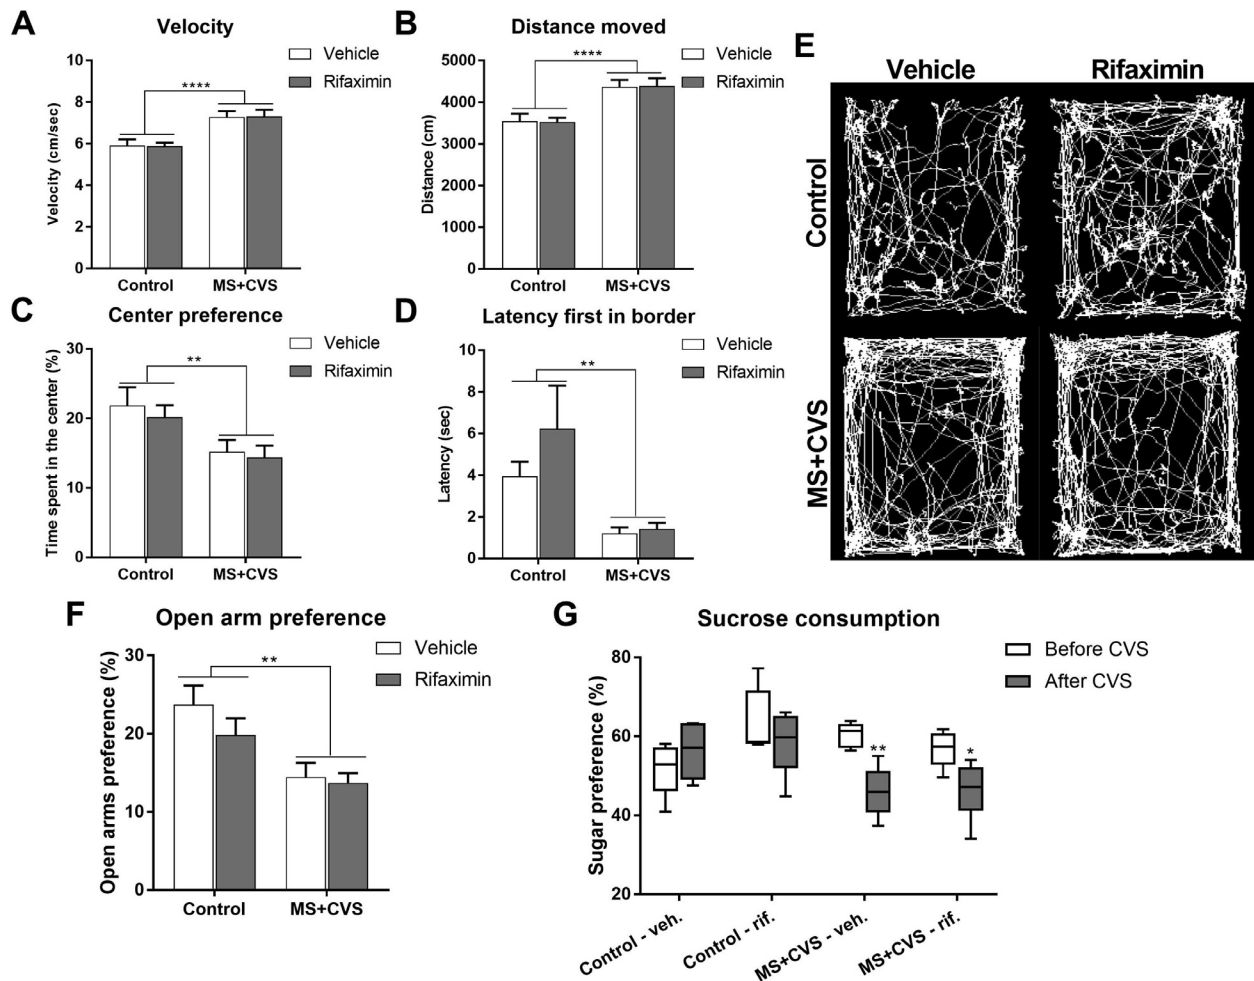 A
Velocity
Vehicle
Rifaximin
Velocity (cm/sec)
10
8
6
4
2
0
****
Control
MS+CVS
B
Distance moved
Vehicle
Rifaximin
Distance (cm)
5000
4000
3000
2000
1000
0
****
Control
MS+CVS
C
Center preference
Vehicle
Rifaximin
Time spent in the center (%)
30
20
10
0
**
Control
MS+CVS
D
Latency first in border
Vehicle
Rifaximin
Latency (sec)
10
8
6
4
2
0
**
Control
MS+CVS
E
Vehicle
Rifaximin
Control
MS+CVS
F
Open arm preference
Vehicle
Rifaximin
Open arms preference (%)
30
20
10
0
**
Control
MS+CVS
G
Sucrose consumption
Before CVS
After CVS
Sugar preference (%)
80
60
40
20
**
*
Control - veh.
Control - rif.
MS+CVS - veh.
MS+CVS - rif.